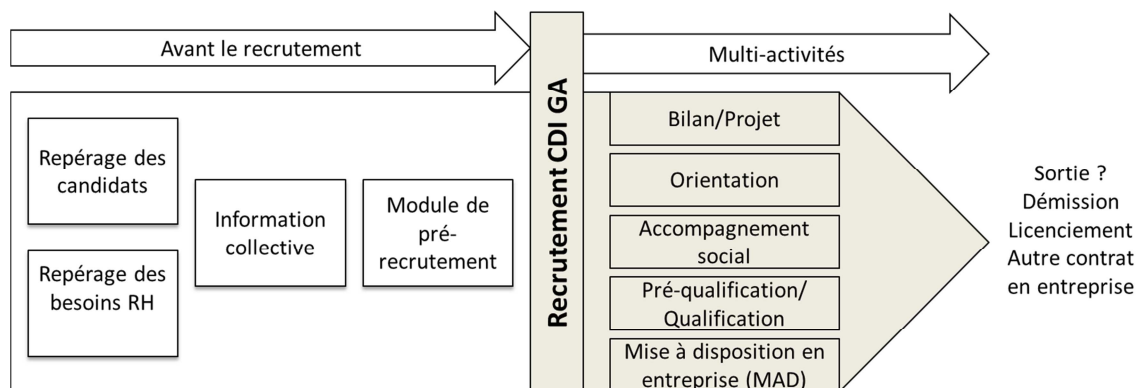 Avant le recrutement
Multi-activités
Repérage des
candidats
Repérage des
besoins RH
Information
collective
Module de
pré-
recrutement
Recrutement CDI GA
Bilan/Projet
Orientation
Accompagnement
social
Pré-qualification/
Qualification
Mise à disposition en
entreprise (MAD)
Sortie ?
Démission
Licenciement
Autre contrat
en entreprise